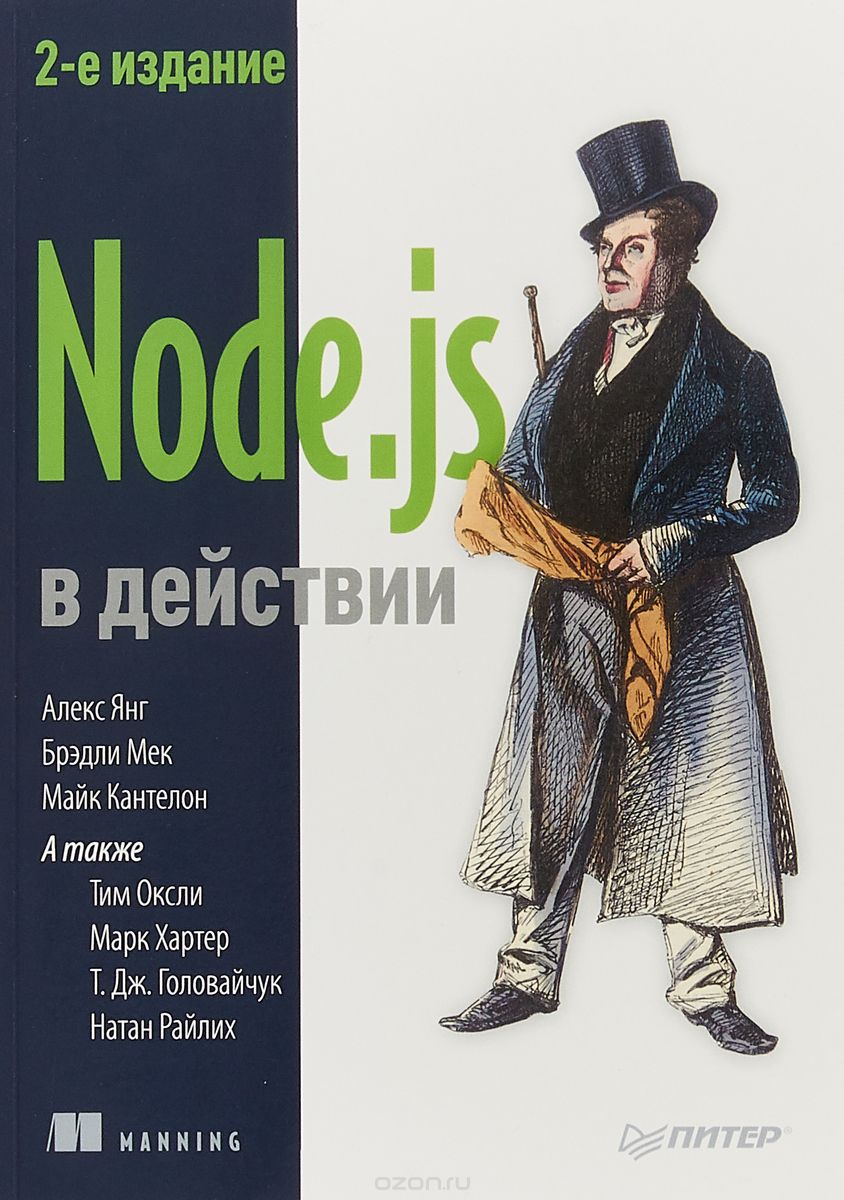 2-е издание
Node.js
в действии
Алекс Янг
Брэдли Мек
Майк Кантелон
А также
Тим Оксли
Марк Хартер
Т. Дж. Головайчук
Натан Райлих
MANNING
ПИТЕР®
ozon.ru